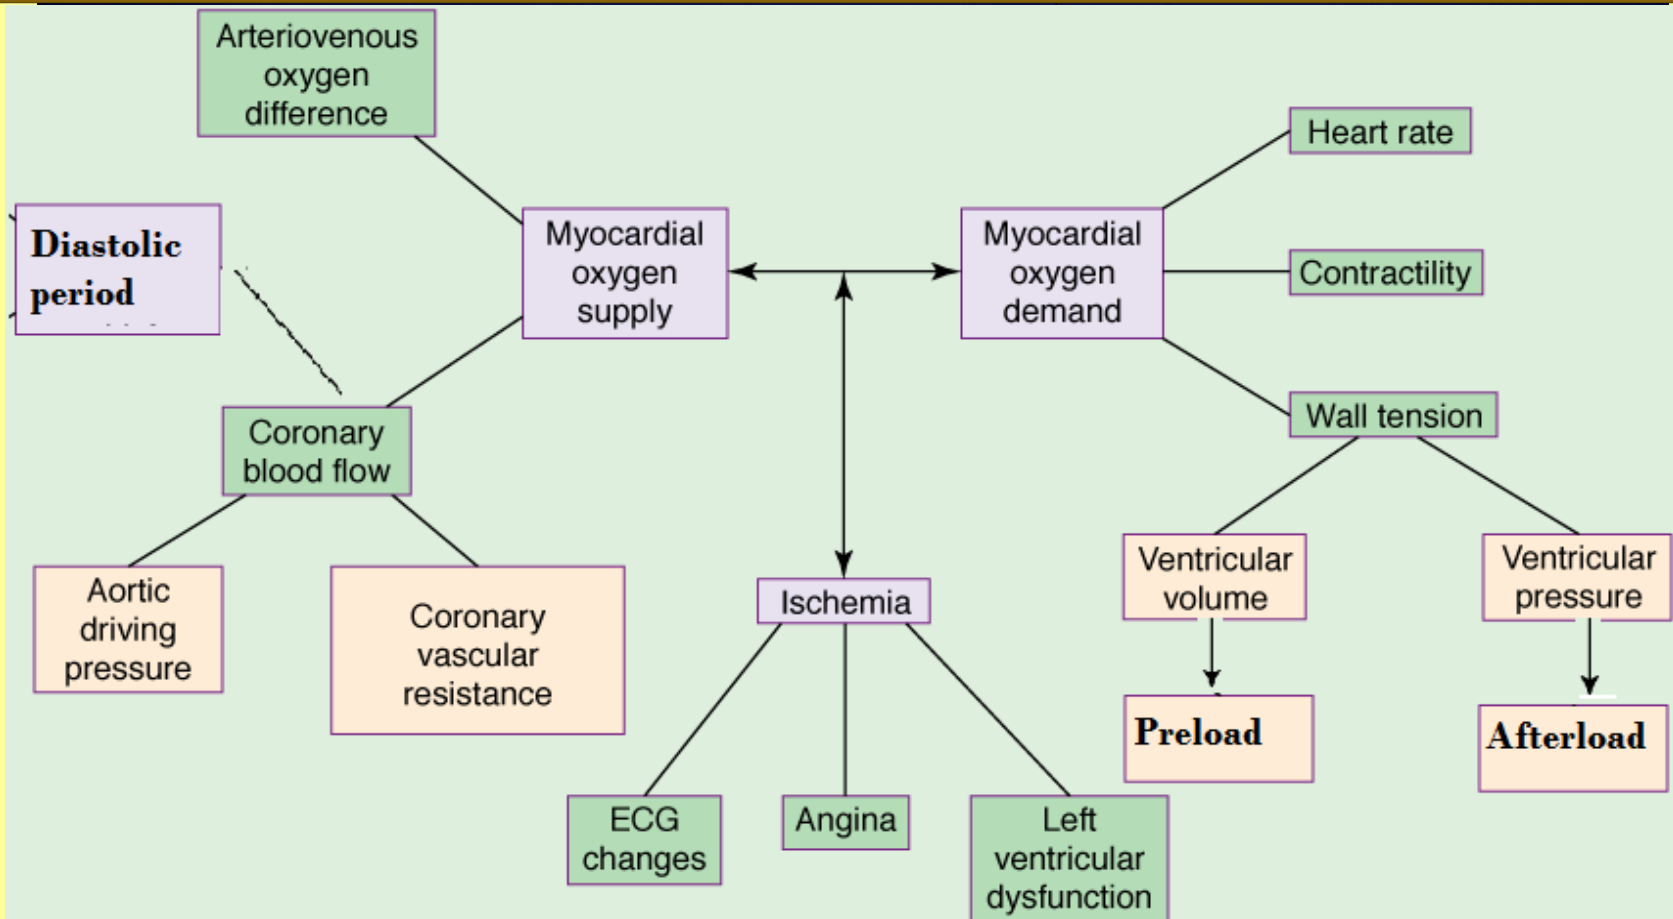 Arteriovenous
oxygen
difference
Heart rate
Diastolic
period
Myocardial
oxygen
supply
Myocardial
oxygen
demand
Contractility
Coronary
blood flow
Wall tension
Aortic
driving
pressure
Coronary
vascular
resistance
Ischemia
Ventricular
volume
Ventricular
pressure
Preload
Afterload
ECG
changes
Angina
Left
ventricular
dysfunction